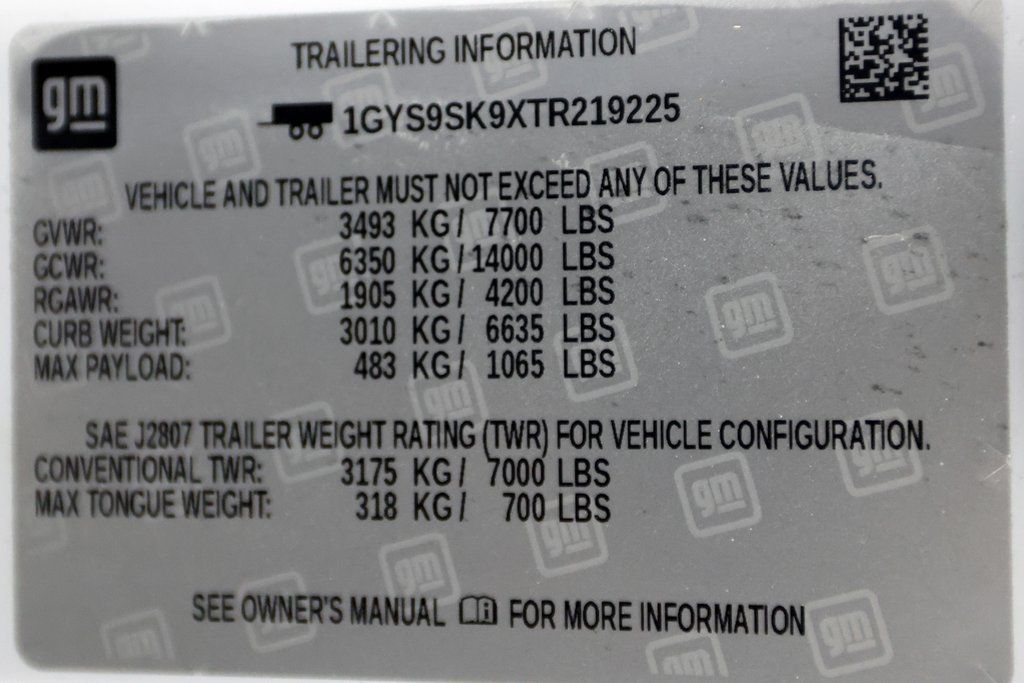 gm
TRAILERING INFORMATION
1GYS9SK9XTR219225
VEHICLE AND TRAILER MUST NOT EXCEED ANY OF THESE VALUES.
GVWR: 3493 KG/ 7700 LBS
GCWR: 6350 KG/14000 LBS
RGAWR: 1905 KG/ 4200 LBS
CURB WEIGHT: 3010 KG/ 6635 LBS
MAX PAYLOAD: 483 KG/ 1065 LBS
SAE J2807 TRAILER WEIGHT RATING (TWR) FOR VEHICLE CONFIGURATION.
CONVENTIONAL TWR: 3175 KG/ 7000 LBS
MAX TONGUE WEIGHT: 318 KG/ 700 LBS
SEE OWNER'S MANUAL FOR MORE INFORMATION